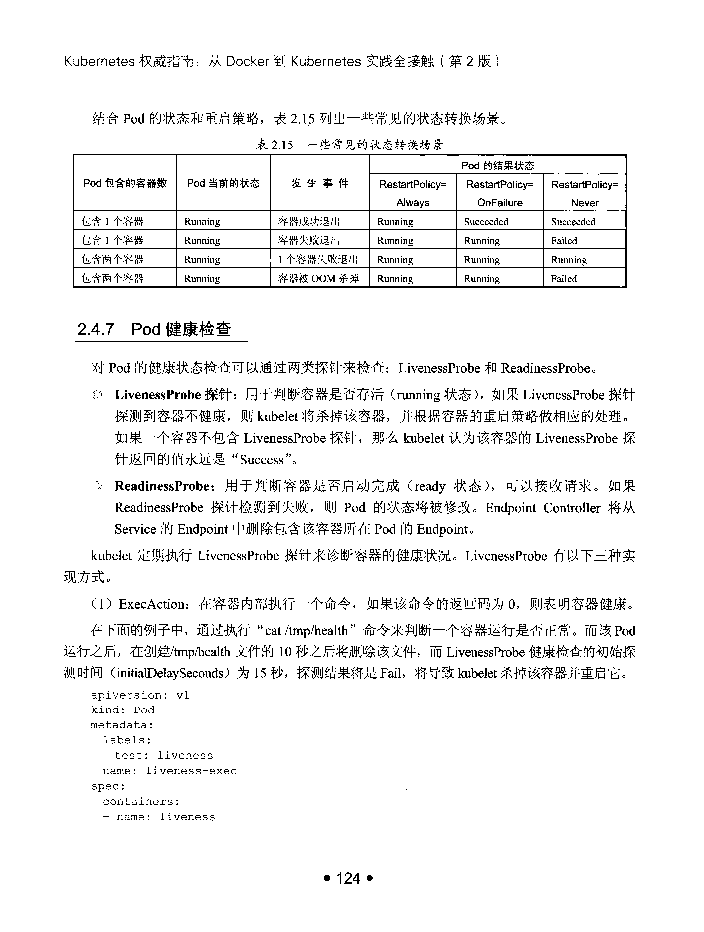 Kubernetes 权威指南：从 Docker 到 Kubernetes 实践全接触（第 2 版）
结合 Pod 的状态和重启策略，表 2.15 列出一些常见的状态转换场景。
表 2.15 一些常见的状态转换场景
Pod 包含的容器数 Pod 当前的状态 发生事件 Pod 的结果状态
RestartPolicy=Always RestartPolicy=OnFailure RestartPolicy=Never
包含 1 个容器 Running 容器成功退出 Running Succeeded Succeeded
包含 1 个容器 Running 容器失败退出 Running Running Failed
包含两个容器 Running 1 个容器失败退出 Running Running Running
包含两个容器 Running 容器被 OOM 杀掉 Running Running Failed
2.4.7 Pod 健康检查
对 Pod 的健康状态检查可以通过两类探针来检查：LivenessProbe 和 ReadinessProbe。
LivenessProbe 探针：用于判断容器是否存活（running 状态），如果 LivenessProbe 探针
探测到容器不健康，则 kubelet 将杀掉该容器，并根据容器的重启策略做相应的处理。
如果一个容器不包含 LivenessProbe 探针，那么 kubelet 认为该容器的 LivenessProbe 探
针返回的值永远是“Success”。
ReadinessProbe：用于判断容器是否启动完成（ready 状态），可以接收请求。如果
ReadinessProbe 探针检测到失败，则 Pod 的状态将被修改。Endpoint Controller 将从
Service 的 Endpoint 中删除包含该容器所在 Pod 的 Endpoint。
kubelet 定期执行 LivenessProbe 探针来诊断容器的健康状况。LivenessProbe 有以下三种实
现方式。
（1）ExecAction：在容器内部执行一个命令，如果该命令的返回码为 0，则表明容器健康。
在下面的例子中，通过执行“cat /tmp/health”命令来判断一个容器运行是否正常。而该 Pod
运行之后，在创建/tmp/health 文件的 10 秒之后将删除该文件，而 LivenessProbe 健康检查的初始探
测时间（initialDelaySeconds）为 15 秒，探测结果将是 Fail，将导致 kubelet 杀掉该容器并重启它。
apiversion: v1
kind: Pod
metadata:
labels:
test: liveness
name: liveness-exec
spec:
containers:
- name: liveness
• 124 •